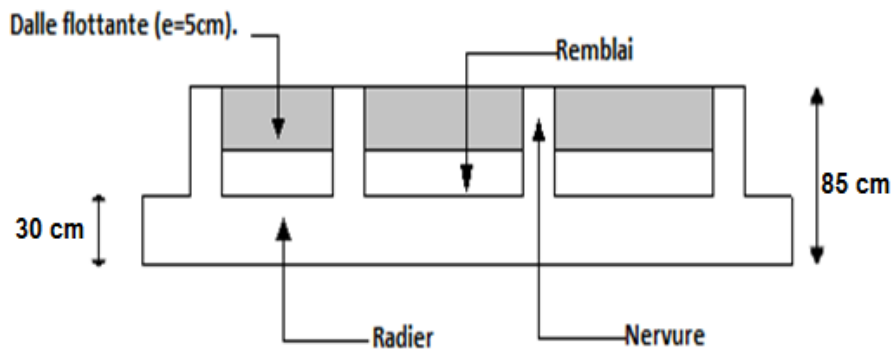 Dalle flottante (e=5cm).
Remblai
85 cm
30 cm
Radier
Nervure